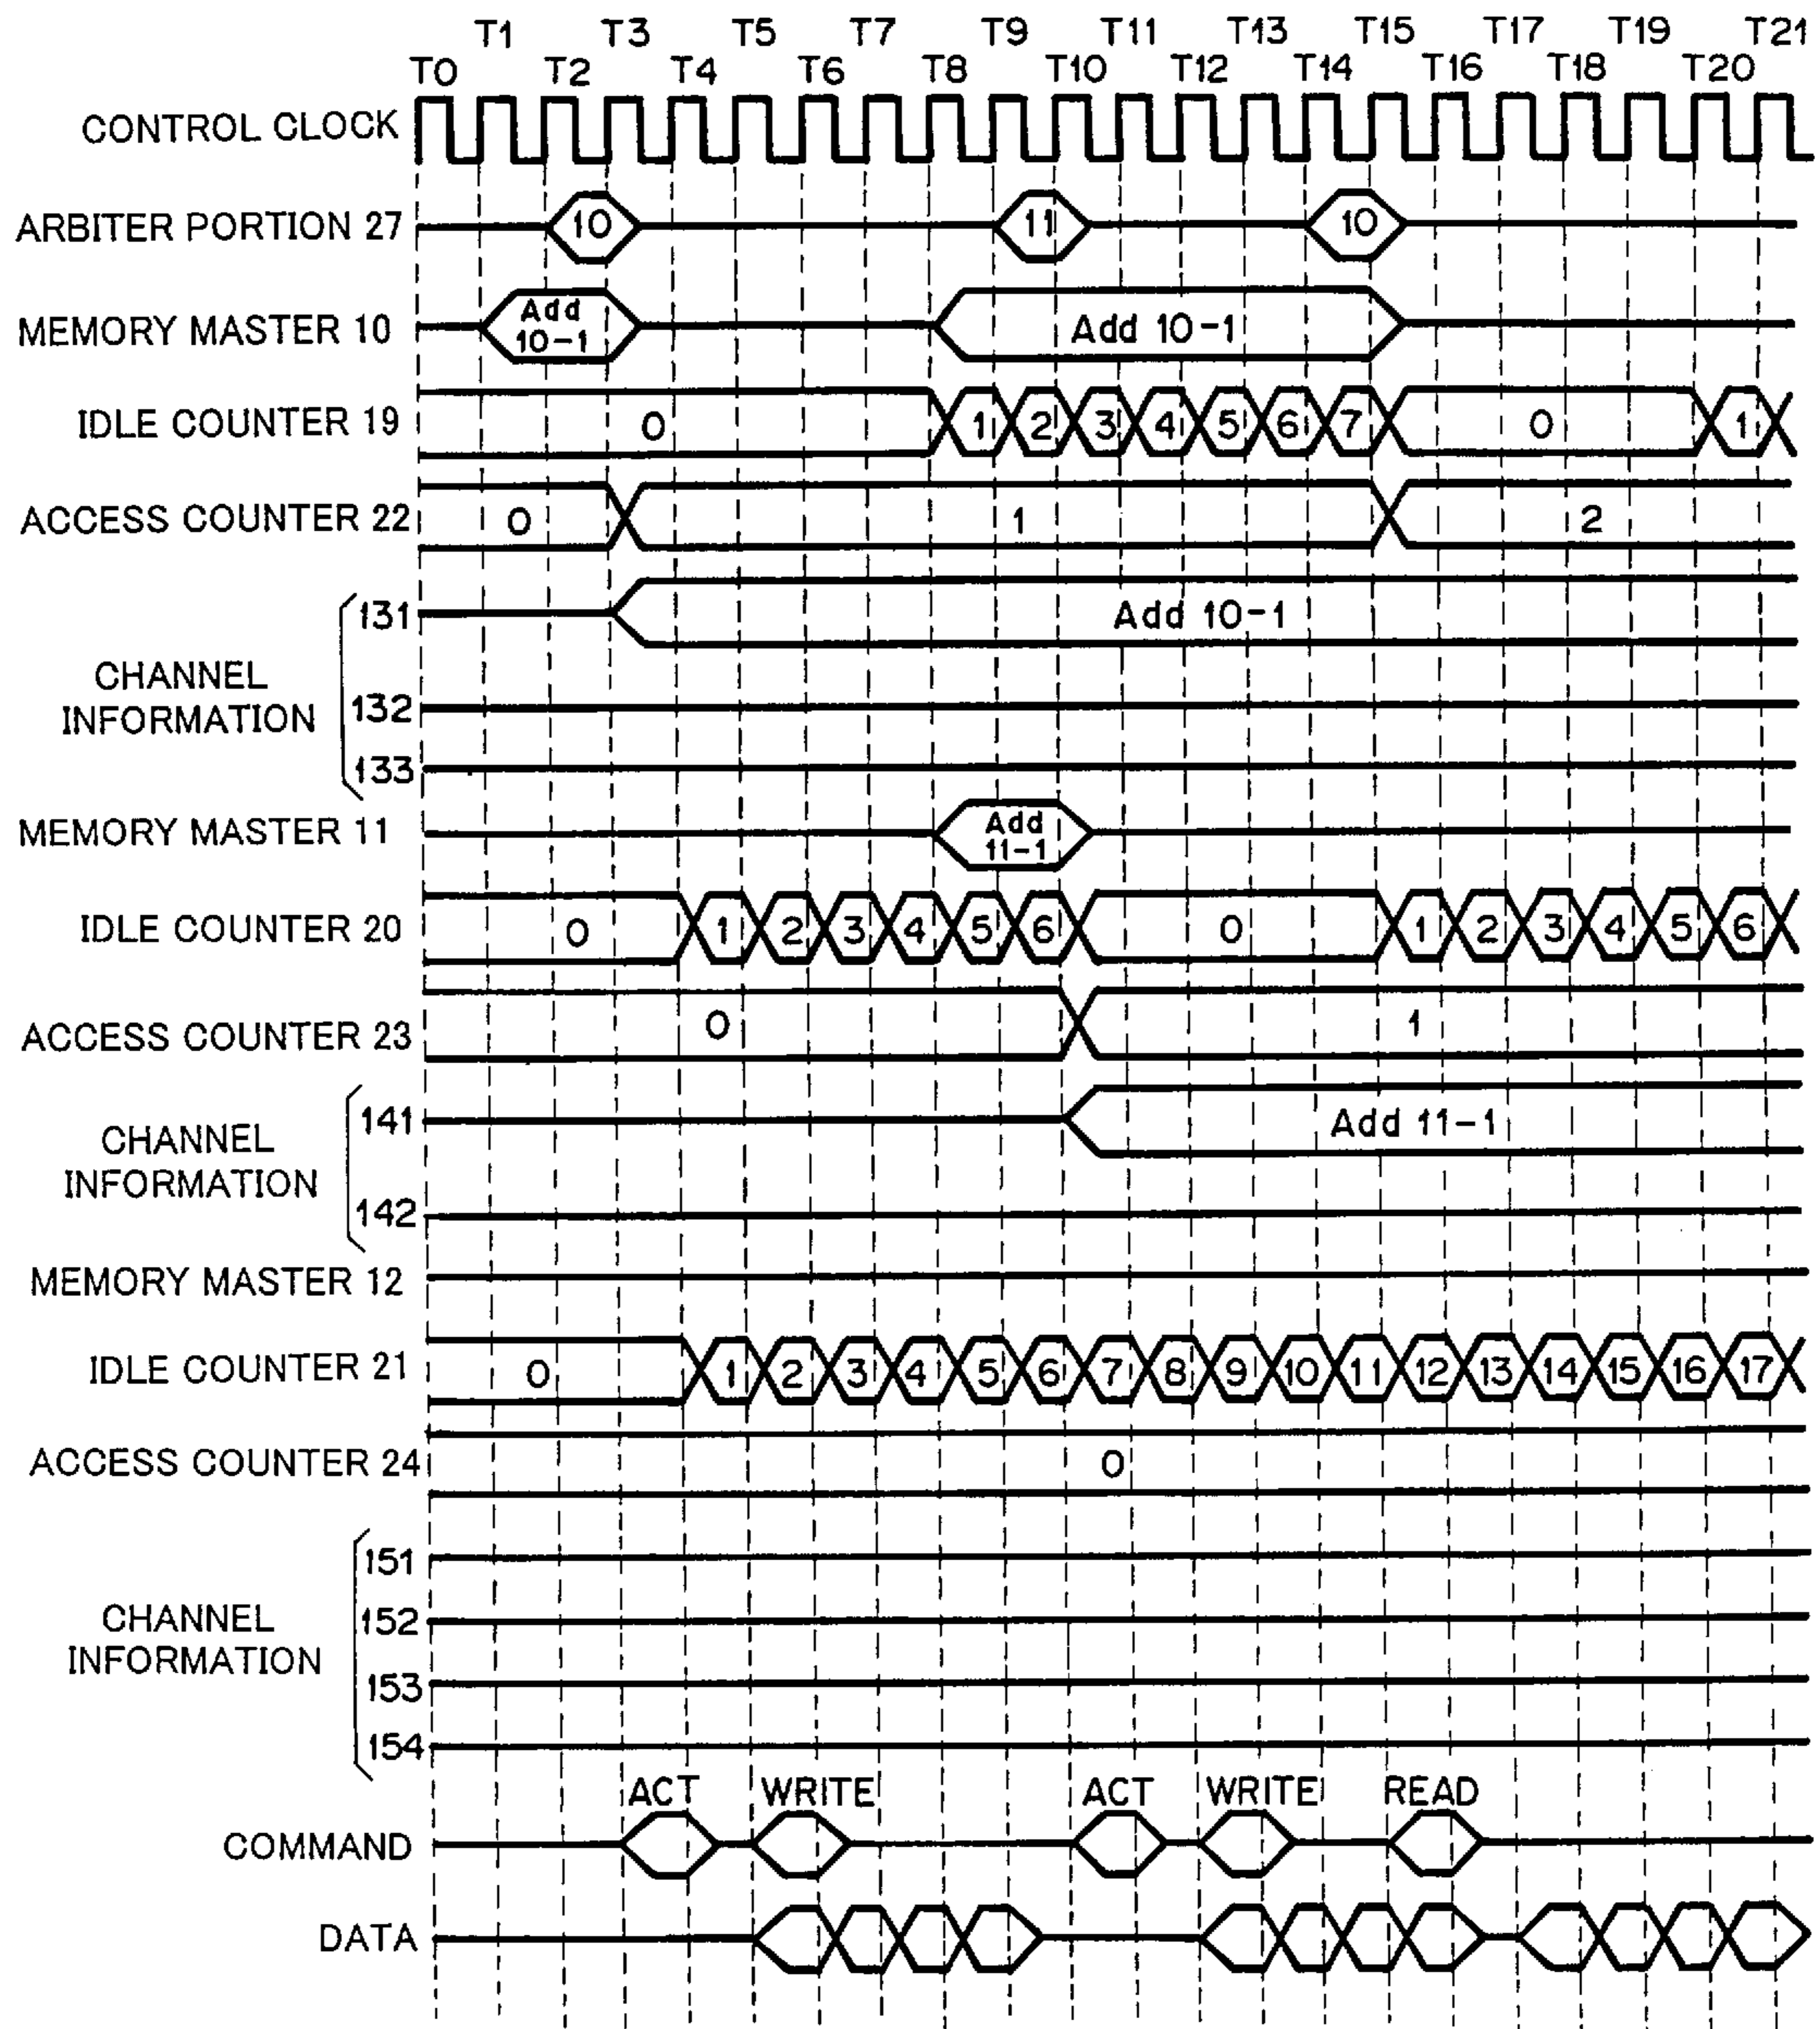 T1 T3 T5 T7 T9 T11 T13 T15 T17 T19 T21
T0 T2 T4 T6 T8 T10 T12 T14 T16 T18 T20
CONTROL CLOCK
ARBITER PORTION 27 10 11 10
MEMORY MASTER 10 Add 10-1 Add 10-1
IDLE COUNTER 19 0 1 2 3 4 5 6 7 0 1
ACCESS COUNTER 22 0 1 2
131 Add 10-1
CHANNEL
INFORMATION
132
133
MEMORY MASTER 11 Add 11-1
IDLE COUNTER 20 0 1 2 3 4 5 6 0 1 2 3 4 5 6
ACCESS COUNTER 23 0 1
141 Add 11-1
CHANNEL
INFORMATION
142
MEMORY MASTER 12
IDLE COUNTER 21 0 1 2 3 4 5 6 7 8 9 10 11 12 13 14 15 16 17
ACCESS COUNTER 24 0
151
152
CHANNEL
INFORMATION
153
154
ACT WRITE ACT WRITE READ
COMMAND
DATA